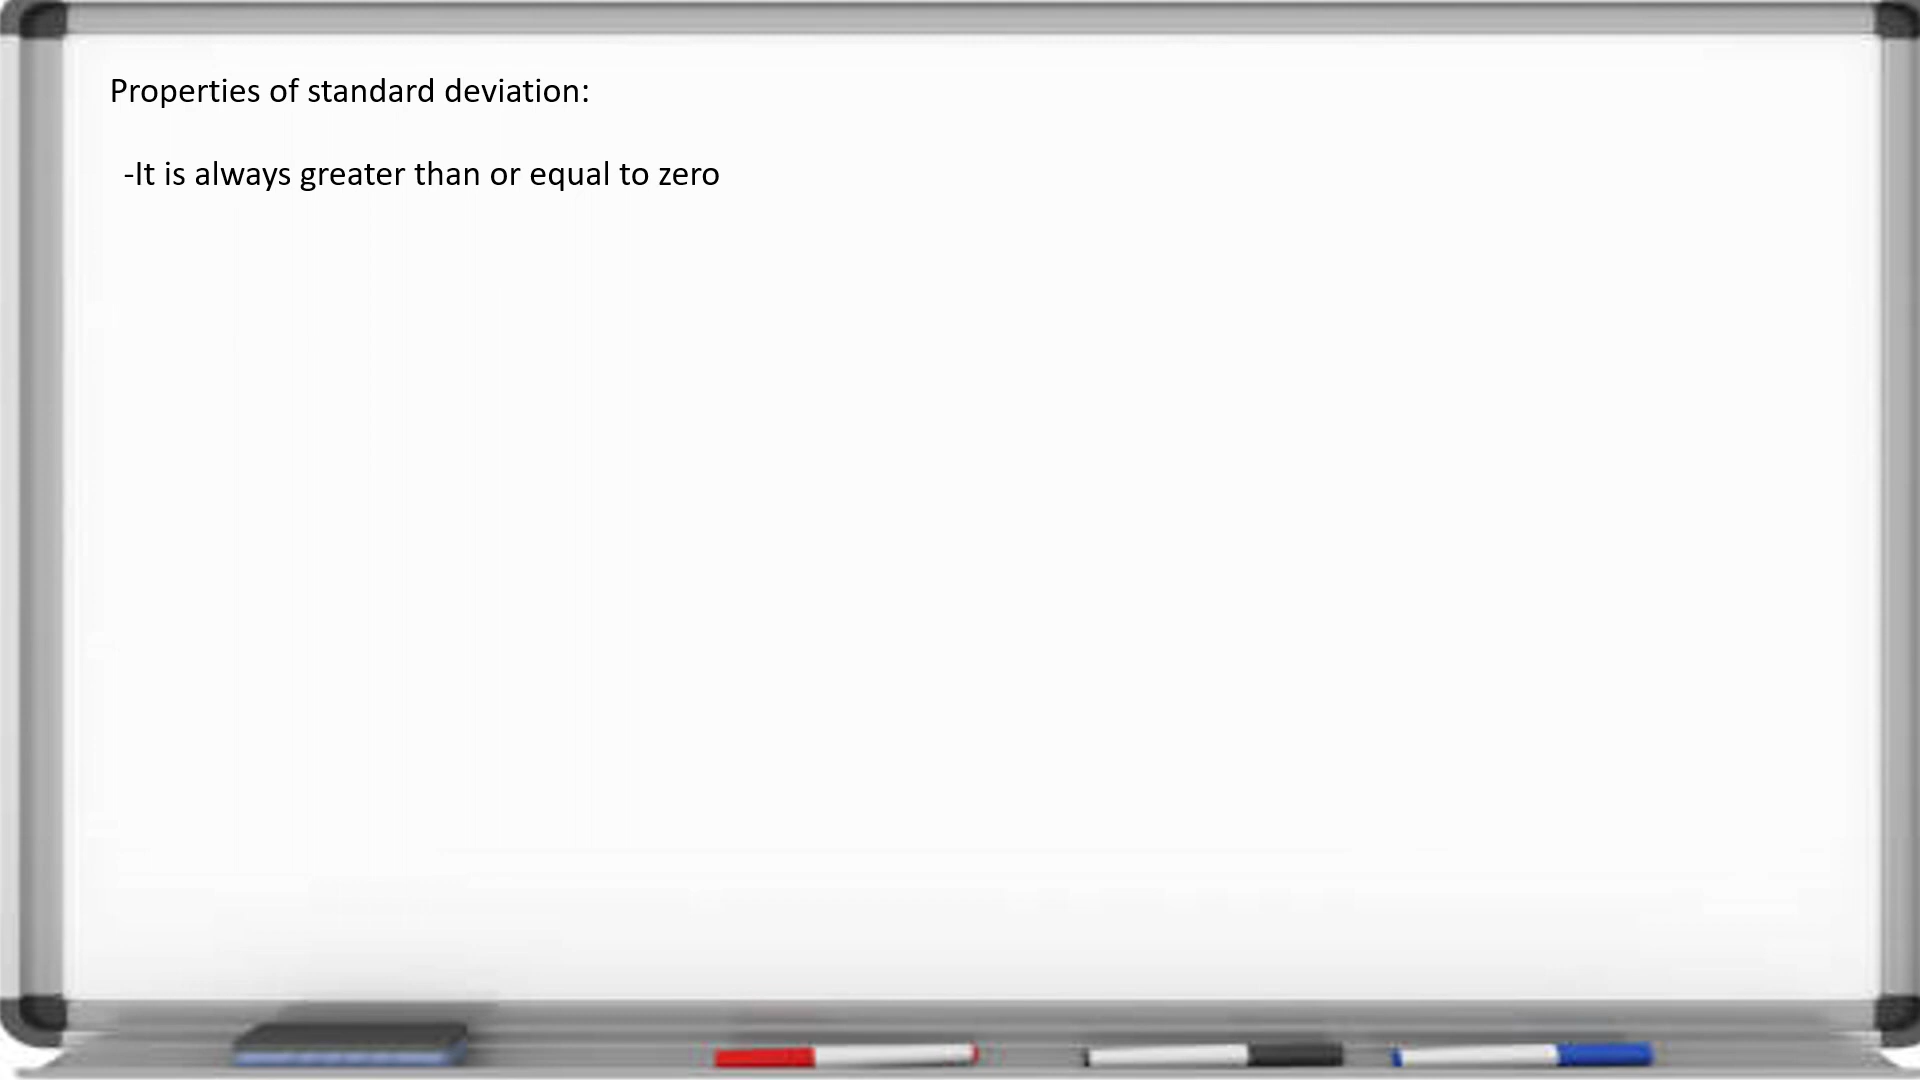 Properties of standard deviation:
-It is always greater than or equal to zero